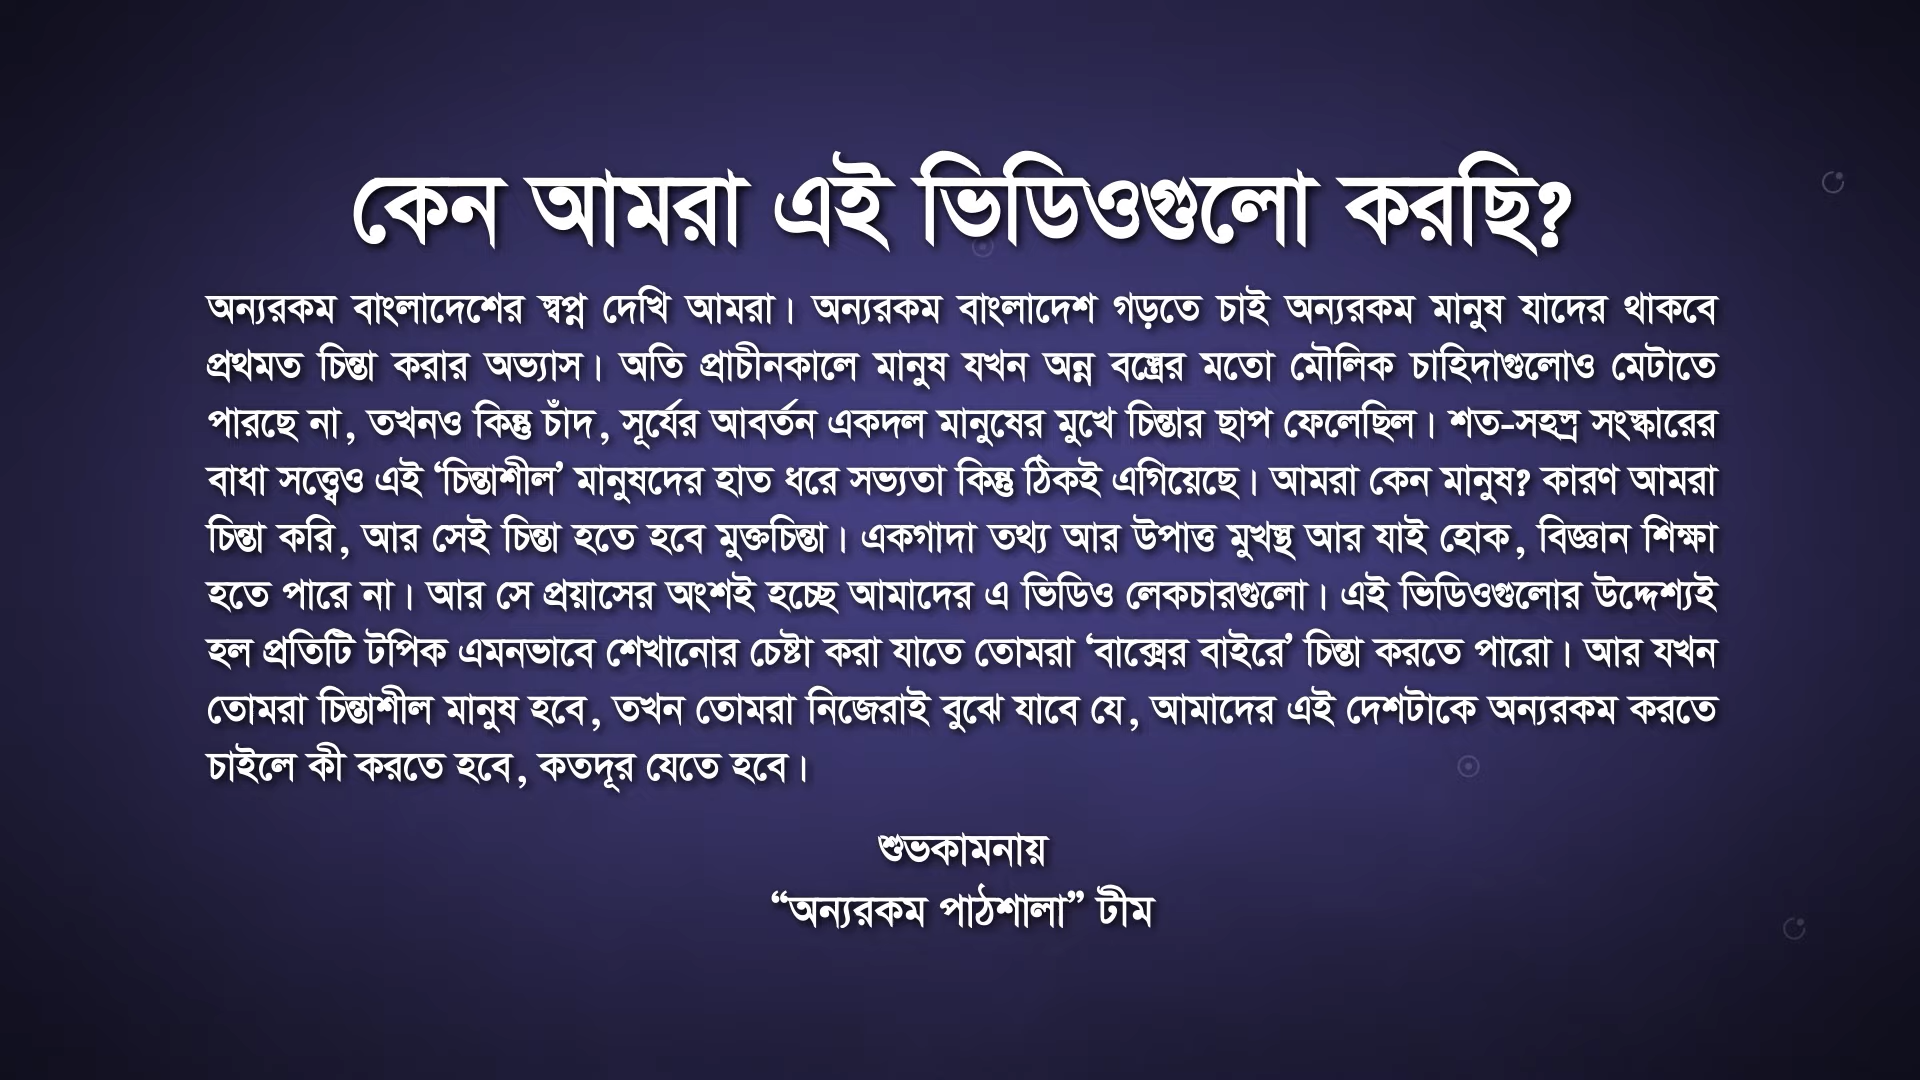 কেন আমরা এই ভিডিওগুলো করছি?
অন্যরকম বাংলাদেশের স্বপ্ন দেখি আমরা। অন্যরকম বাংলাদেশ গড়তে চাই অন্যরকম মানুষ যাদের থাকবে
প্রথমত চিন্তা করার অভ্যাস। অতি প্রাচীনকালে মানুষ যখন অন্ন বস্ত্রের মতো মৌলিক চাহিদাগুলোও মেটাতে
পারছে না, তখনও কিন্তু চাঁদ, সূর্যের আবর্তন একদল মানুষের মুখে চিন্তার ছাপ ফেলেছিল। শত-সহস্র সংস্কারের
বাধা সত্ত্বেও এই ‘চিন্তাশীল’ মানুষদের হাত ধরে সভ্যতা কিন্তু ঠিকই এগিয়েছে। আমরা কেন মানুষ? কারণ আমরা
চিন্তা করি, আর সেই চিন্তা হতে হবে মুক্তচিন্তা। একগাদা তথ্য আর উপাত্ত মুখস্থ আর যাই হোক, বিজ্ঞান শিক্ষা
হতে পারে না। আর সে প্রয়াসের অংশই হচ্ছে আমাদের এ ভিডিও লেকচারগুলো। এই ভিডিওগুলোর উদ্দেশ্যই
হল প্রতিটি টপিক এমনভাবে শেখানোর চেষ্টা করা যাতে তোমরা ‘বাক্সের বাইরে’ চিন্তা করতে পারো। আর যখন
তোমরা চিন্তাশীল মানুষ হবে, তখন তোমরা নিজেরাই বুঝে যাবে যে, আমাদের এই দেশটাকে অন্যরকম করতে
চাইলে কী করতে হবে, কতদূর যেতে হবে।
শুভকামনায়
“অন্যরকম পাঠশালা” টীম